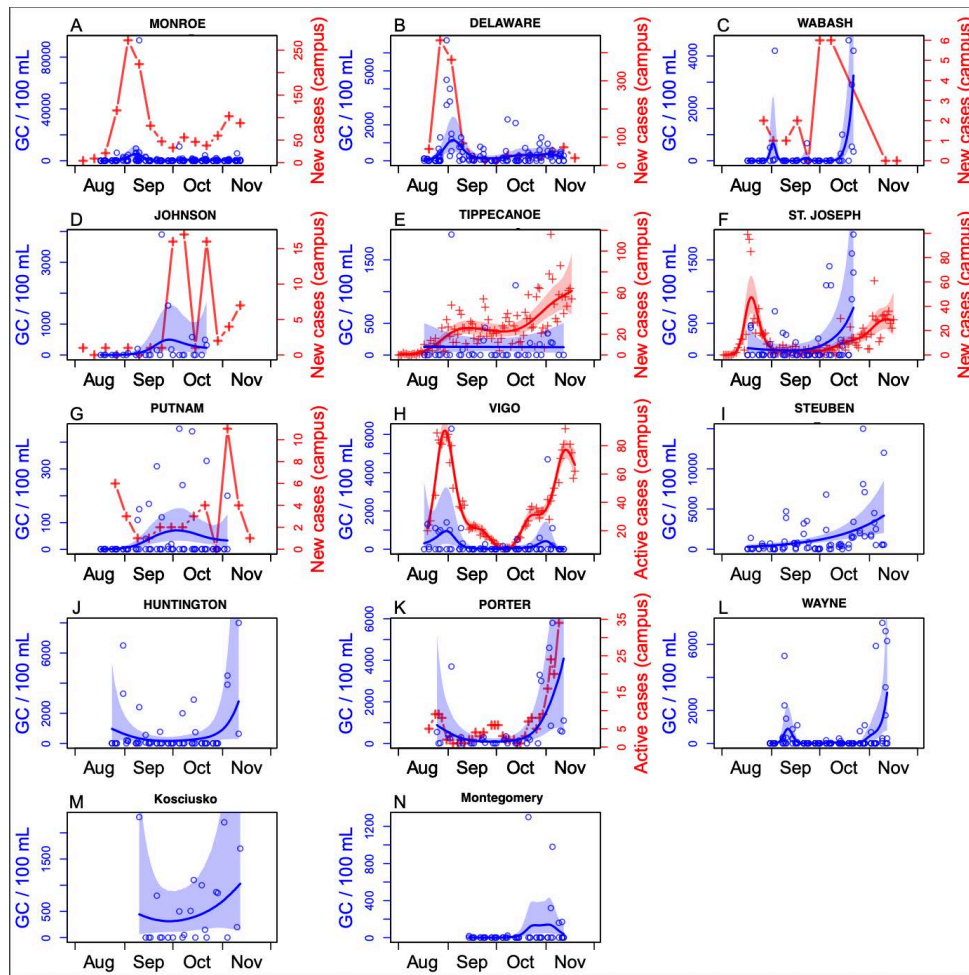 A MONROE
GC / 100 mL
0 40000 80000
0 50 150 250
New cases (campus)
Aug Sep Oct Nov
B DELAWARE
GC / 100 mL
0 2000 5000
0 100
New cases (campus)
Aug Sep Oct Nov
C WABASH
GC / 100 mL
0 2000 4000
0 1 2 3 4 5 6
New cases (campus)
Aug Sep Oct Nov
D JOHNSON
GC / 100 mL
0 1000 3000
0 5 10 15
New cases (campus)
Aug Sep Oct Nov
E TIPPECANOE
GC / 100 mL
0 500 1500
0 20 60 100
New cases (campus)
Aug Sep Oct Nov
F ST. JOSEPH
GC / 100 mL
0 500 1500
0 20 40 60 80 100
New cases (campus)
Aug Sep Oct Nov
G PUTNAM
GC / 100 mL
0 100 300
0 2 4 6 8 10
New cases (campus)
Aug Sep Oct Nov
H VIGO
GC / 100 mL
0 1000 2000 3000 4000 6000
20 40 60 80
Active cases (campus)
Aug Sep Oct Nov
I STEUBEN
GC / 100 mL
0 5000 10000 15000
Aug Sep Oct Nov
J HUNTINGTON
GC / 100 mL
0 2000 4000 6000 8000
Aug Sep Oct Nov
K PORTER
GC / 100 mL
0 1000 2000 4000 6000
0 5 10 15 20 25 35
Active cases (campus)
Aug Sep Oct Nov
L WAYNE
GC / 100 mL
0 2000 6000
Aug Sep Oct Nov
M Kosciusko
GC / 100 mL
0 500 1500
Aug Sep Oct Nov
N Montegomery
GC / 100 mL
0 400 800 1200
Aug Sep Oct Nov